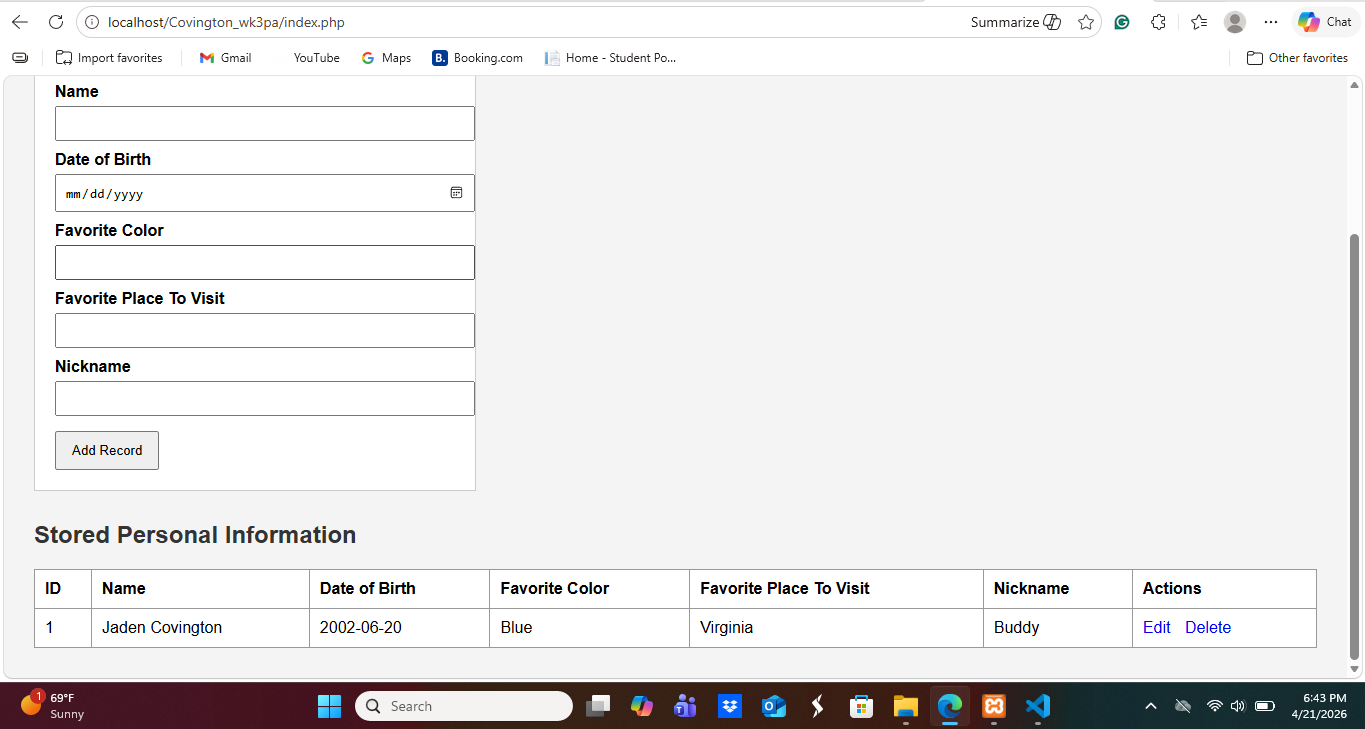 localhost/Covington_wk3pa/index.php
Summarize
Chat
Import favorites
Gmail
YouTube
Maps
B.
Booking.com
Home - Student Po...
Other favorites
Name
Date of Birth
mm/dd/yyyy
Favorite Color
Favorite Place To Visit
Nickname
Add Record
Stored Personal Information
ID Name Date of Birth Favorite Color Favorite Place To Visit Nickname Actions
1 Jaden Covington 2002-06-20 Blue Virginia Buddy Edit Delete
1
69°F
Sunny
Search
6:43 PM
4/21/2026